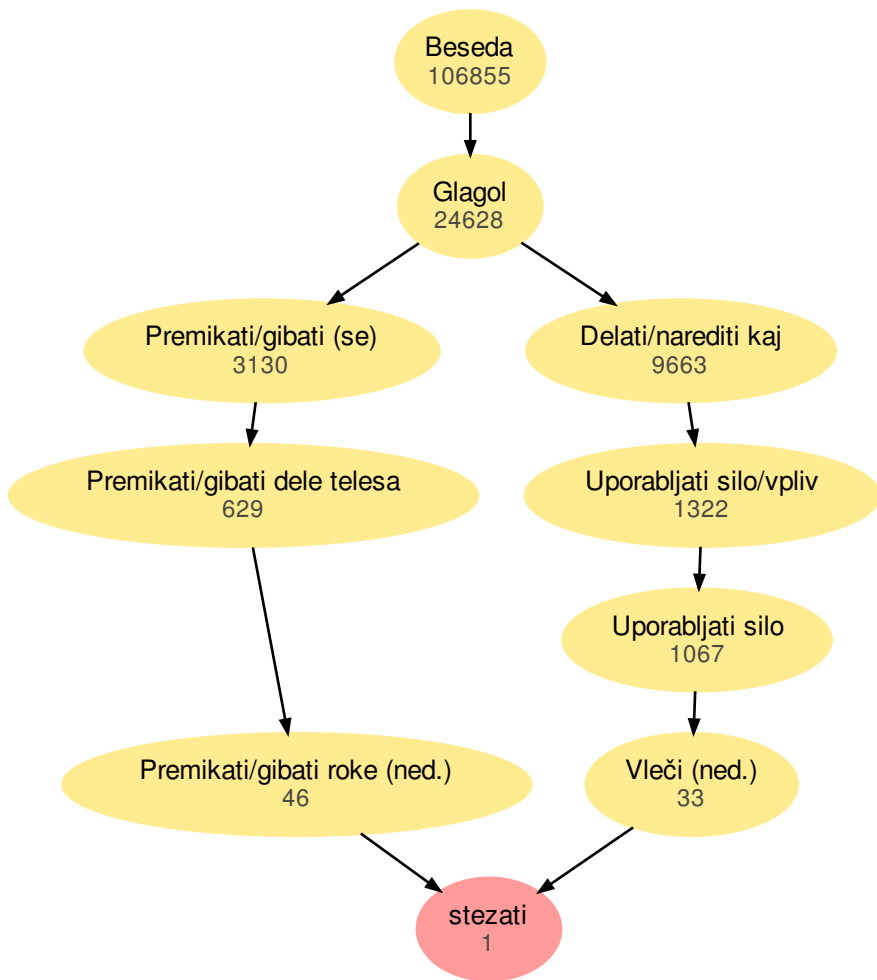 Beseda
106855
Glagol
24628
Premikati/gibati (se)
3130
Delati/narediti kaj
9663
Premikati/gibati dele telesa
629
Uporabljati silo/vpliv
1322
Uporabljati silo
1067
Premikati/gibati roke (ned.)
46
Vleči (ned.)
33
stezati
1